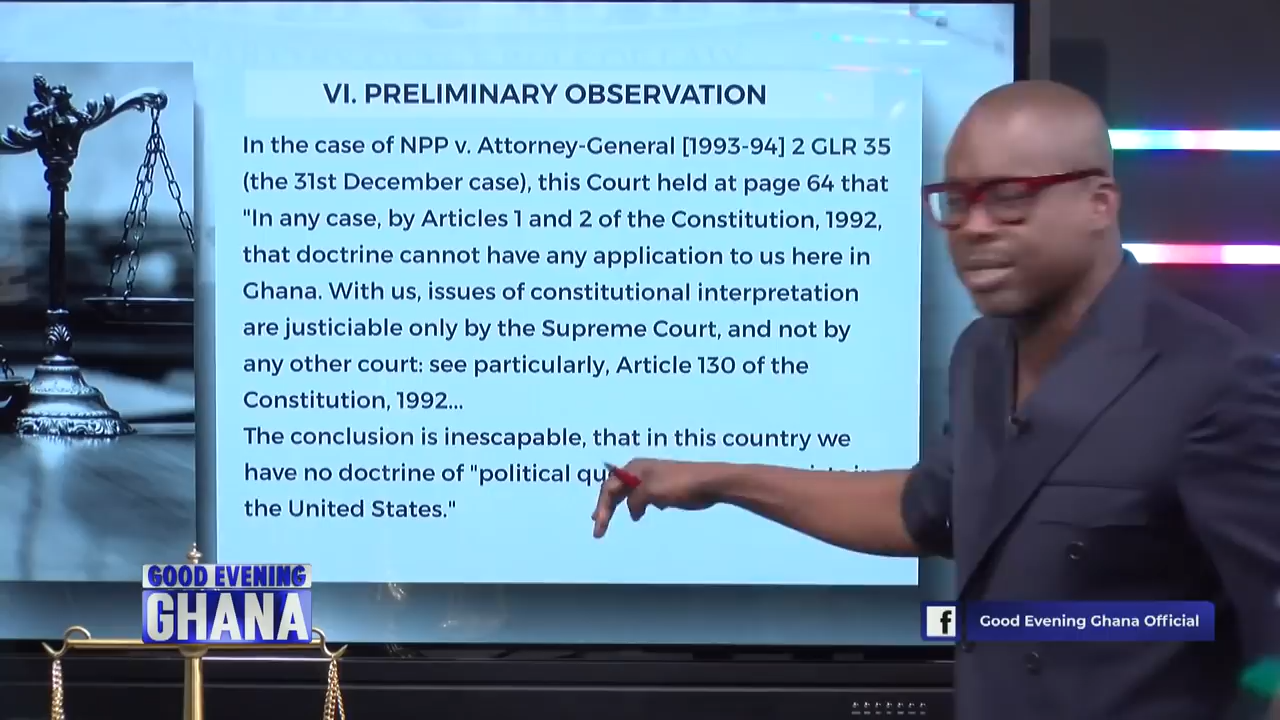 VI. PRELIMINARY OBSERVATION
In the case of NPP v. Attorney-General [1993-94] 2 GLR 35
(the 31st December case), this Court held at page 64 that
"In any case, by Articles 1 and 2 of the Constitution, 1992,
that doctrine cannot have any application to us here in
Ghana. With us, issues of constitutional interpretation
are justiciable only by the Supreme Court, and not by
any other court: see particularly, Article 130 of the
Constitution, 1992...
The conclusion is inescapable, that in this country we
have no doctrine of "political
the United States."
GOOD EVENING
GHANA
f Good Evening Ghana Official